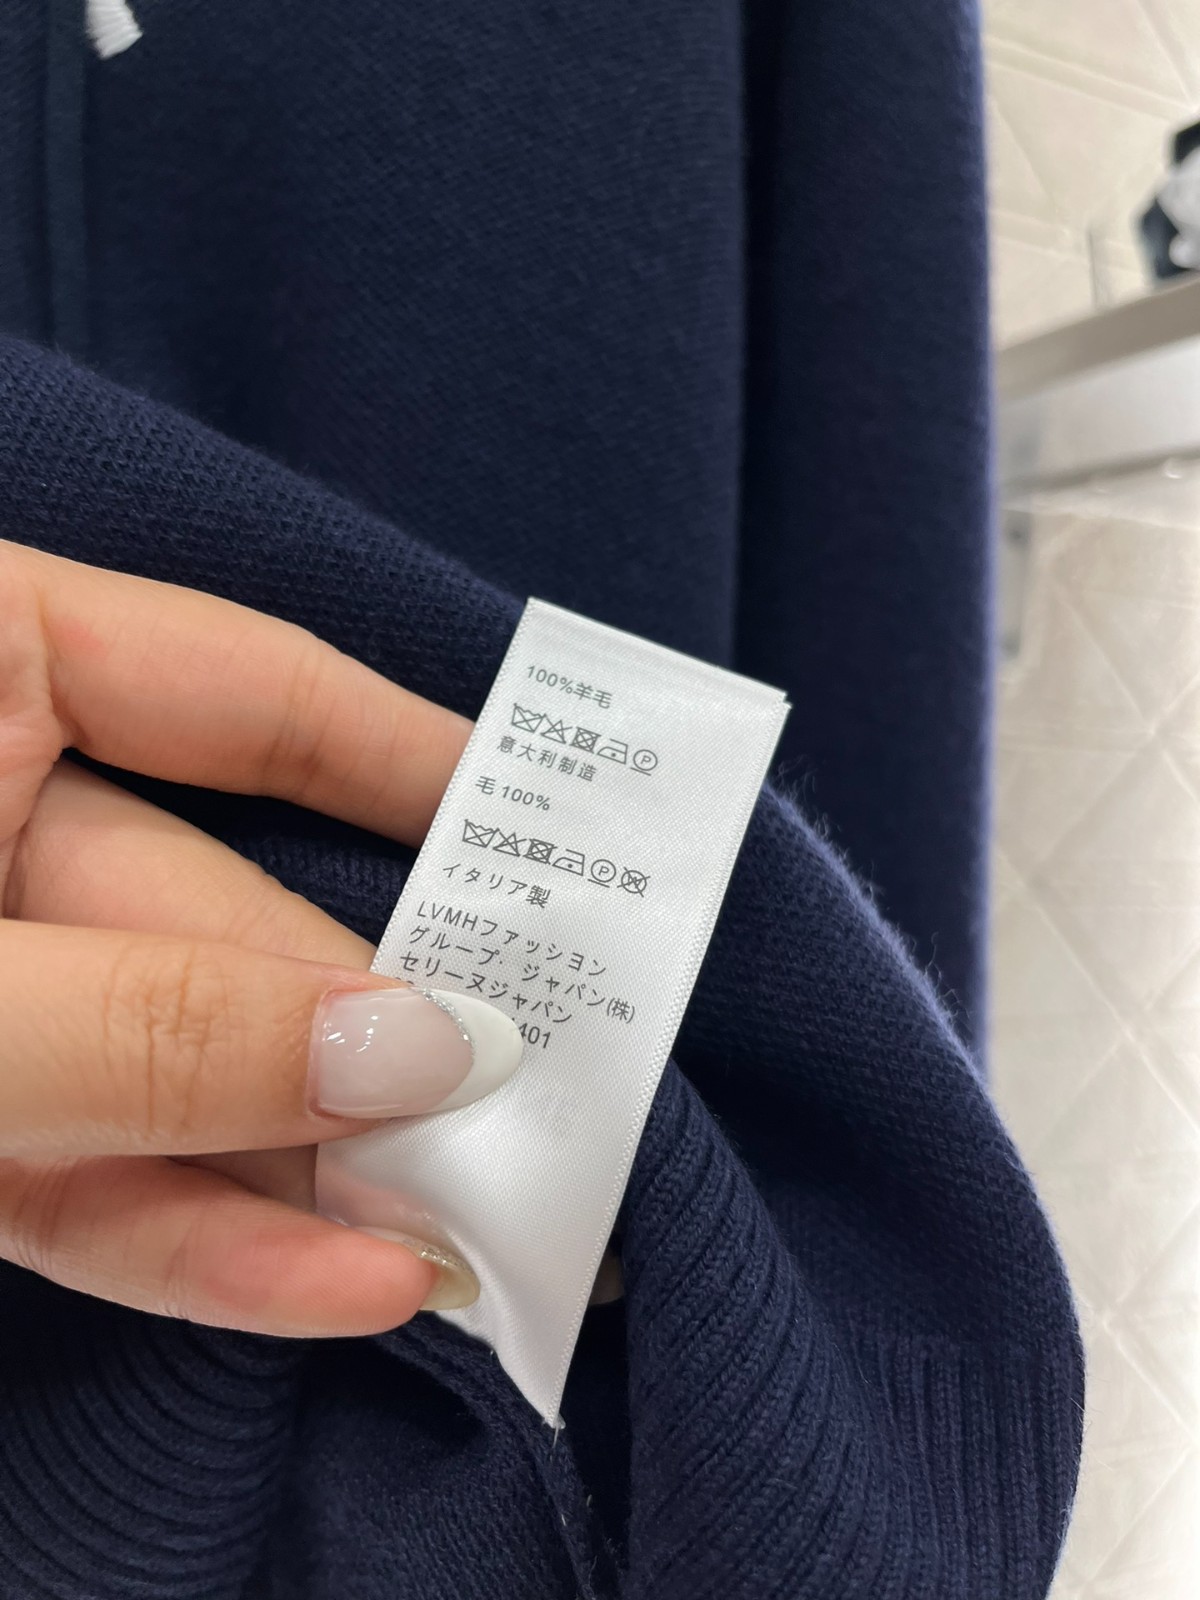 100%羊毛
P
意大利制造
毛 100%
P W
イタリア製
LVMHファッション
グループ. ジャパン(株)
セリーヌジャパン
401